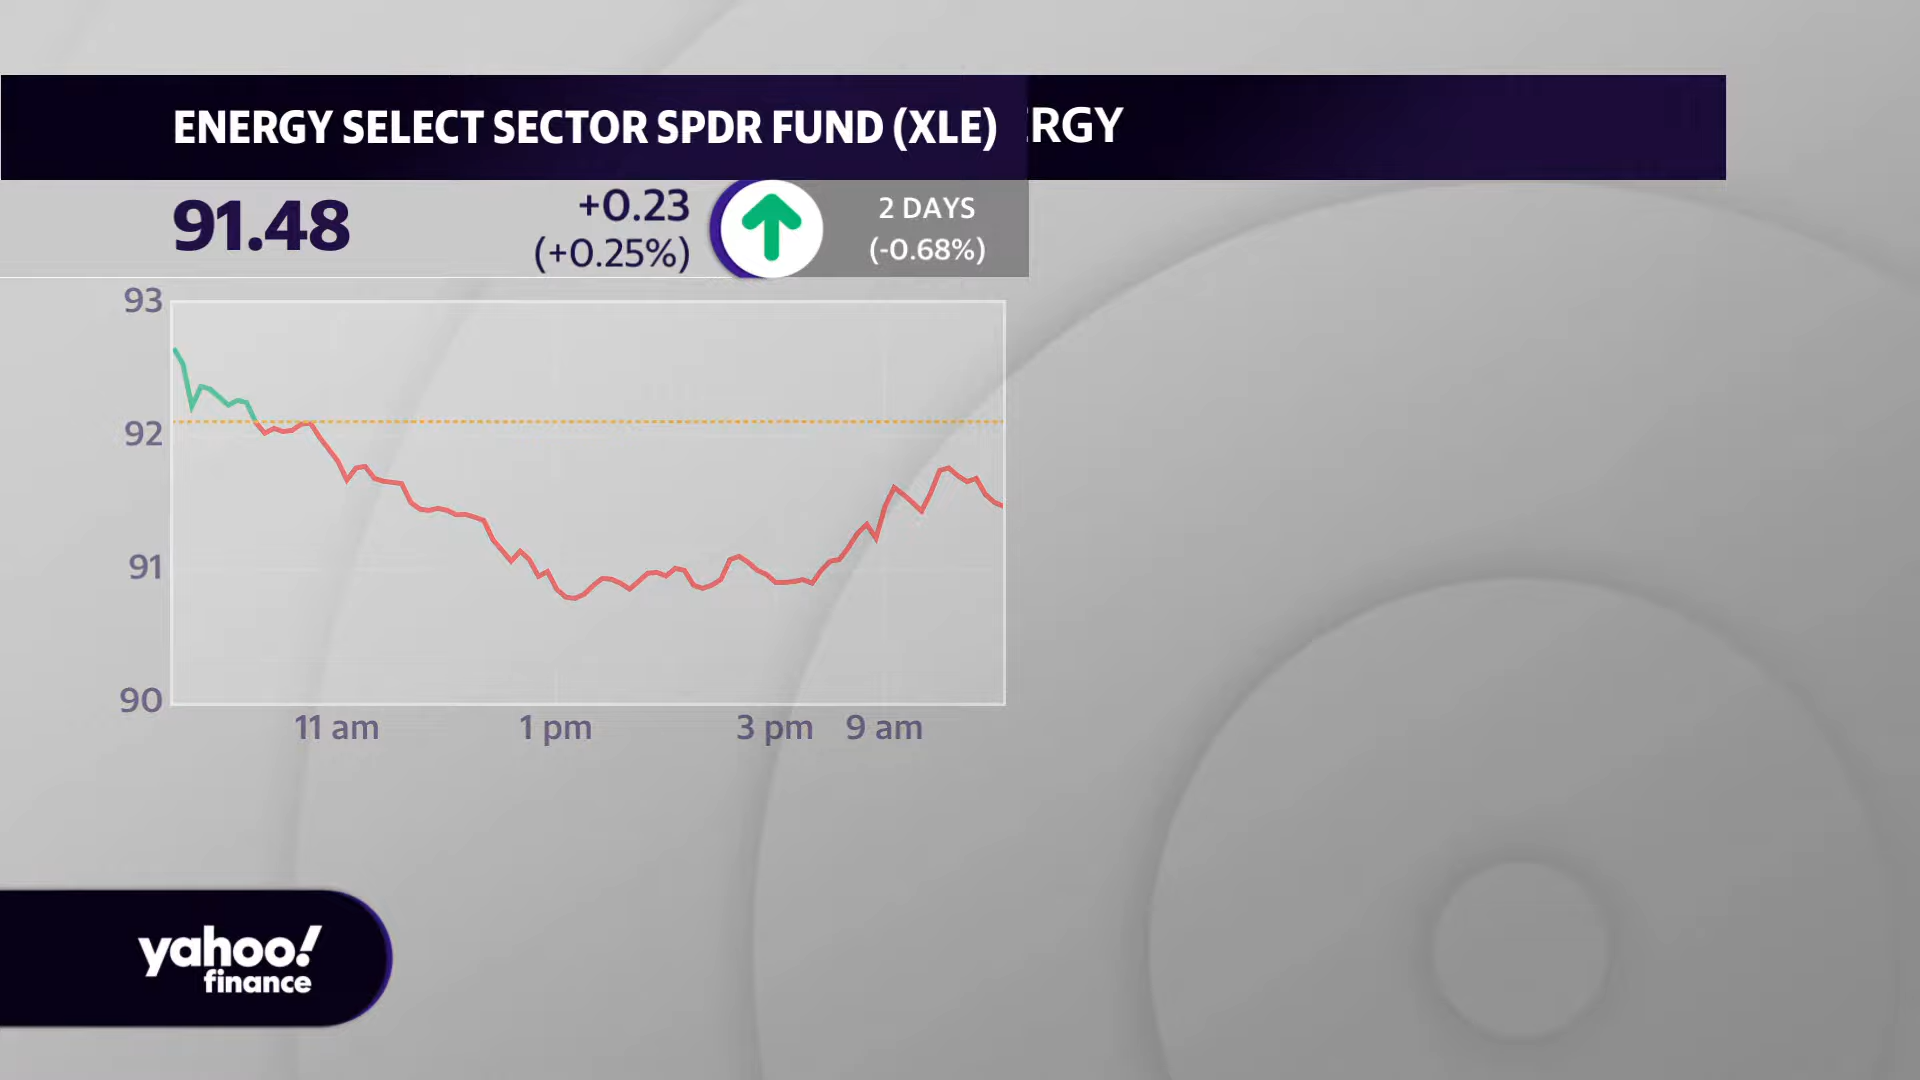 ENERGY SELECT SECTOR SPDR FUND (XLE)
RGY
91.48
+0.23
(+0.25%)
2 DAYS
(-0.68%)
93
92
91
90
11 am
1 pm
3 pm
9 am
yahoo!
finance